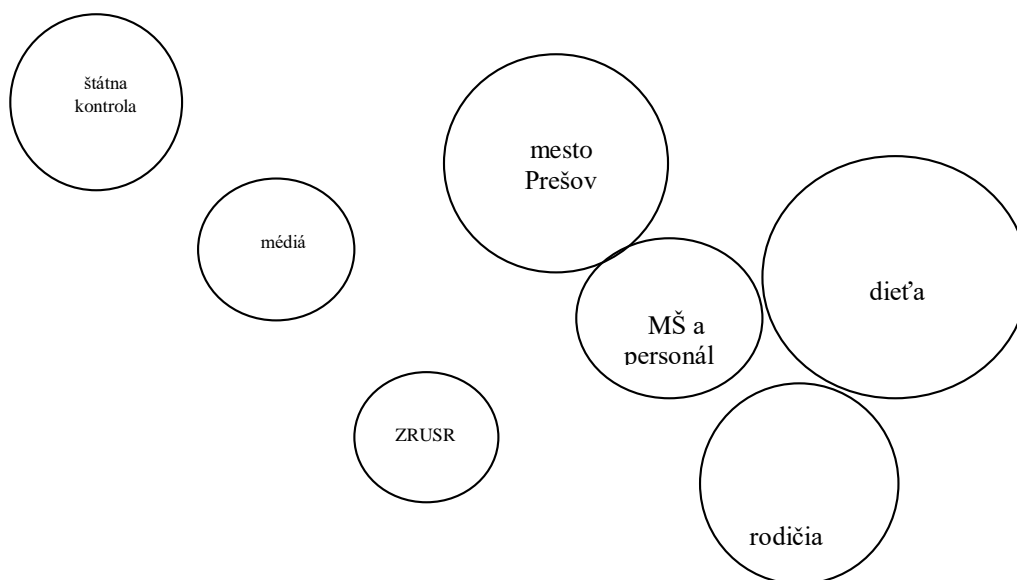 štátna
kontrola
mesto
Prešov
médiá
dieťa
MŠ a
personál
ZRUSR
rodičia